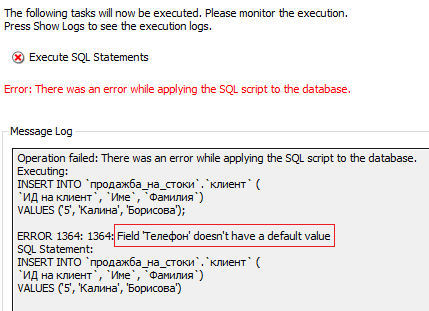 The following tasks will now be executed. Please monitor the execution.
Press Show Logs to see the execution logs.
Execute SQL Statements
Error: There was an error while applying the SQL script to the database.
Message Log
Operation failed: There was an error while applying the SQL script to the database.
Executing:
INSERT INTO `продажба_на_стоки`.`клиент` (
`ИД на клиент`, `Име`, `Фамилия`)
VALUES ('5', 'Калина', 'Борисова');
ERROR 1364: 1364: Field 'Телефон' doesn't have a default value
SQL Statement:
INSERT INTO `продажба_на_стоки`.`клиент` (
`ИД на клиент`, `Име`, `Фамилия`)
VALUES ('5', 'Калина', 'Борисова')